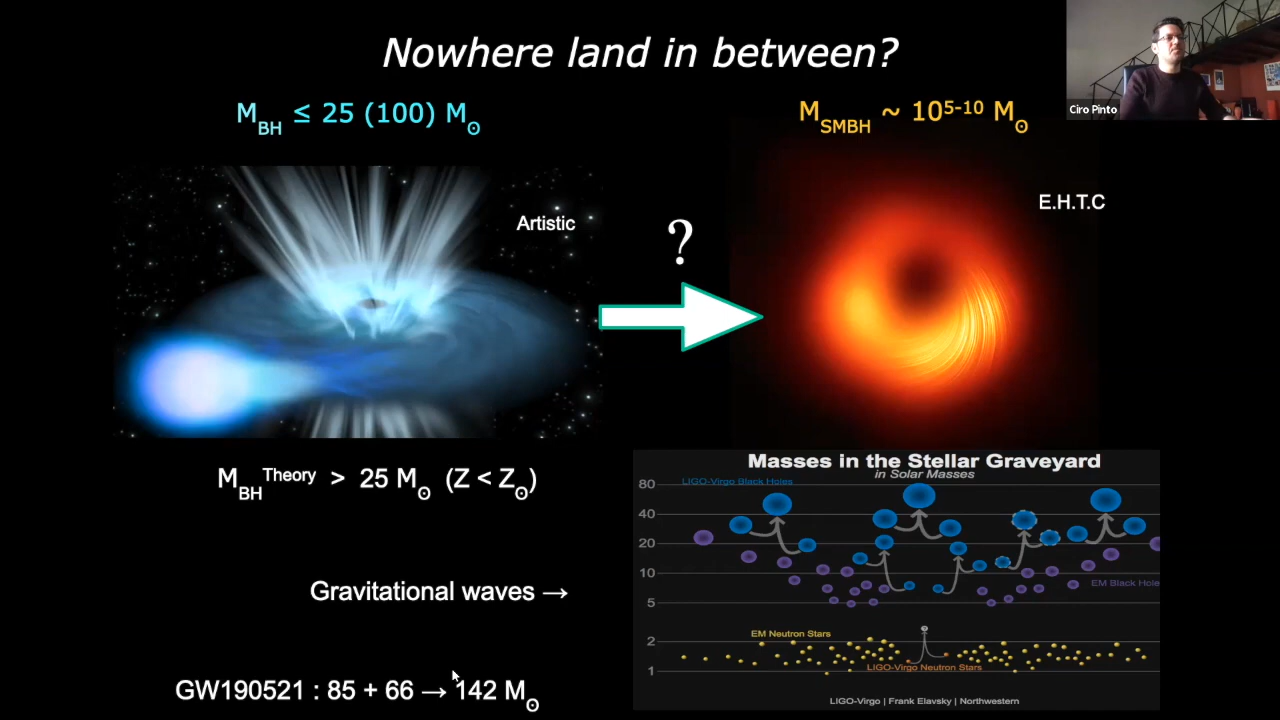 Nowhere land in between?
M_BH ≤ 25 (100) M_⊙
M_SMBH ~ 10^5-10 M_⊙
Ciro Pinto
Artistic
E.H.T.C
?
M_BH^Theory > 25 M_⊙ (Z < Z_⊙)
Gravitational waves →
GW190521 : 85 + 66 → 142 M_⊙
Masses in the Stellar Graveyard
in Solar Masses
LIGO-Virgo Black Holes
80
40
20
10
EM Black Hole
5
EM Neutron Stars
2
LIGO-Virgo Neutron Stars
1
LIGO-Virgo | Frank Elavsky | Northwestern